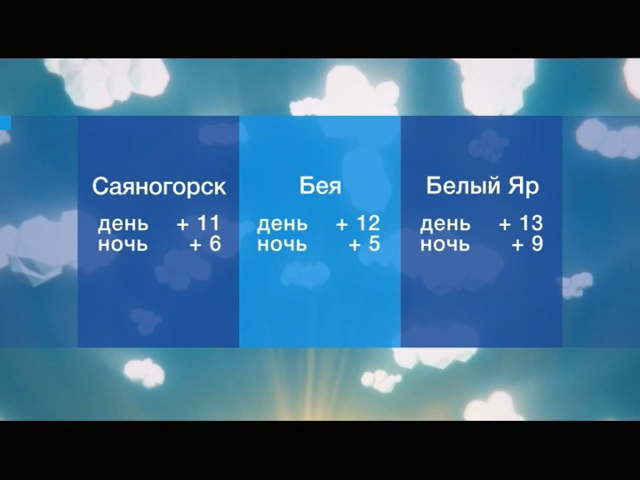 Саяногорск
день + 11
ночь + 6
Бея
день + 12
ночь + 5
Белый Яр
день + 13
ночь + 9